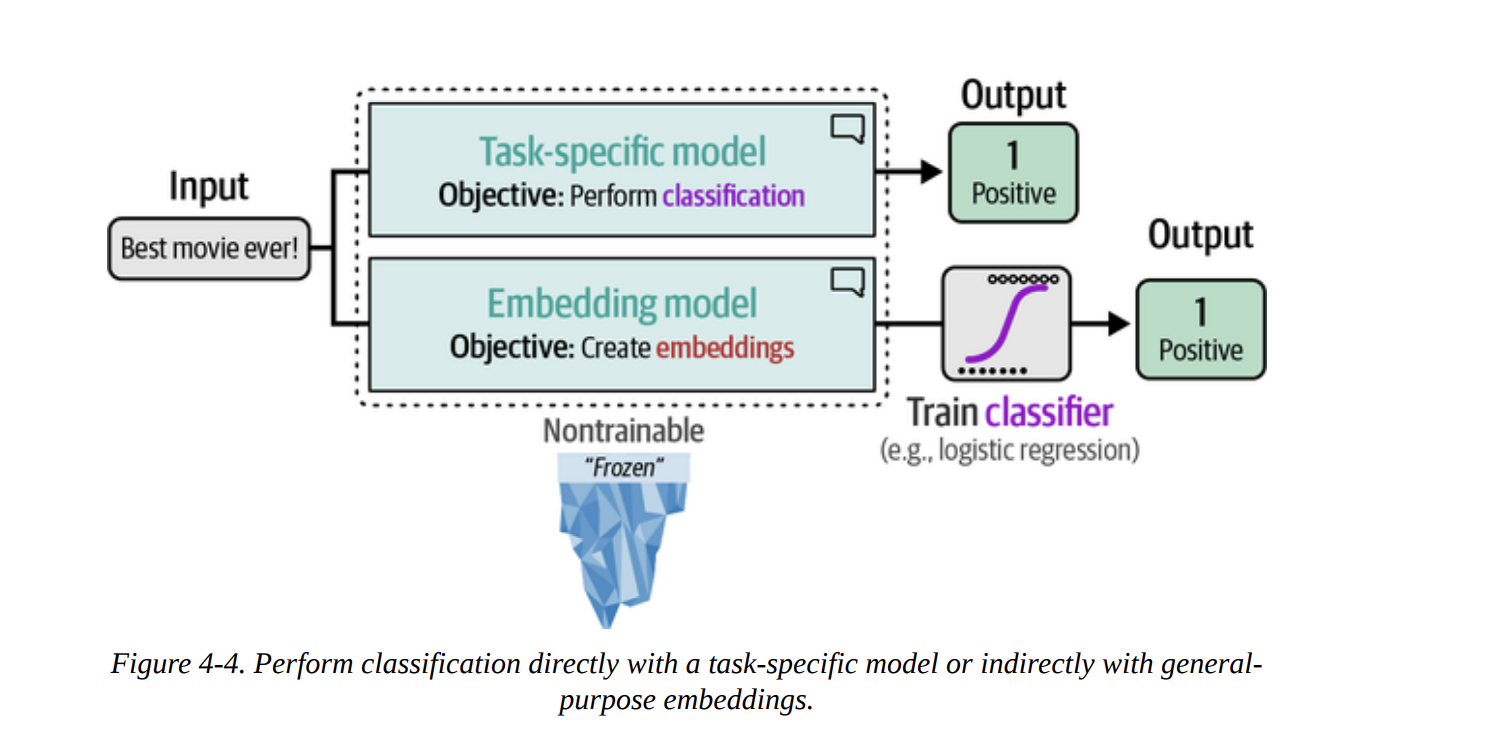 Output
Task-specific model
Objective: Perform classification
1
Positive
Input
Best movie ever!
Output
Embedding model
Objective: Create embeddings
1
Positive
Nontrainable
"Frozen"
Train classifier
(e.g., logistic regression)
Figure 4-4. Perform classification directly with a task-specific model or indirectly with general-
purpose embeddings.